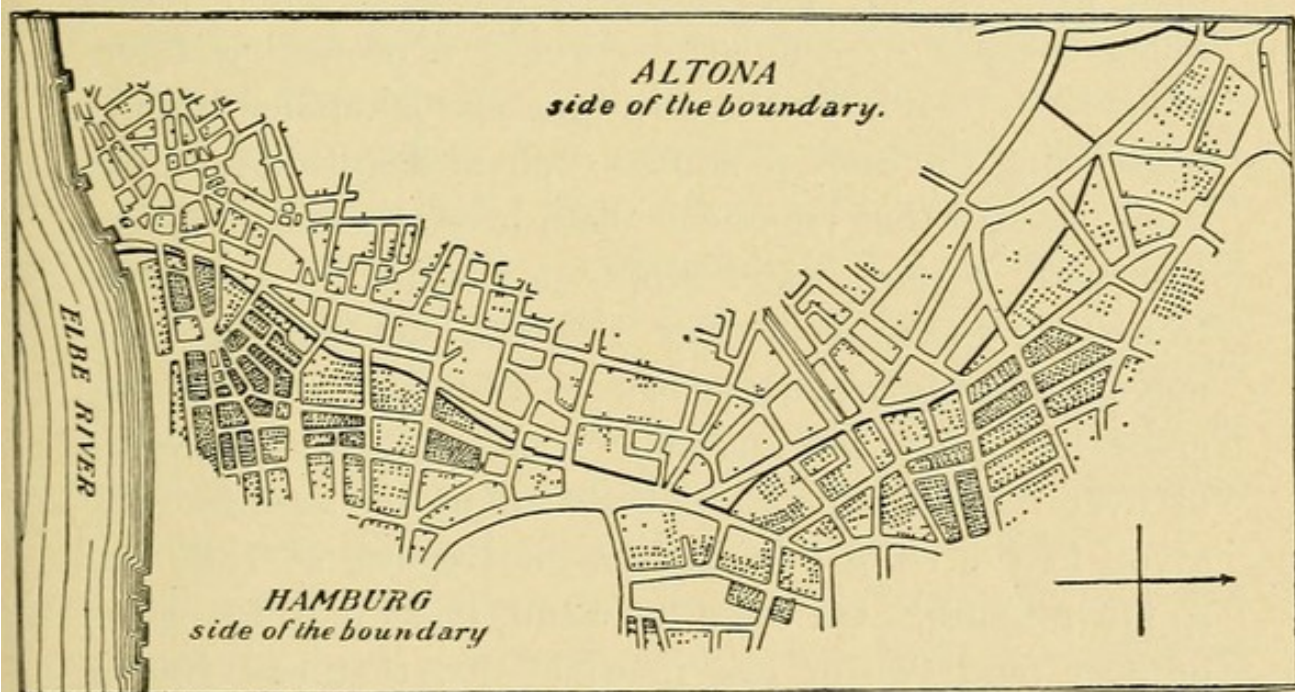 ALTONA
side of the boundary.
ELBE RIVER
HAMBURG
side of the boundary